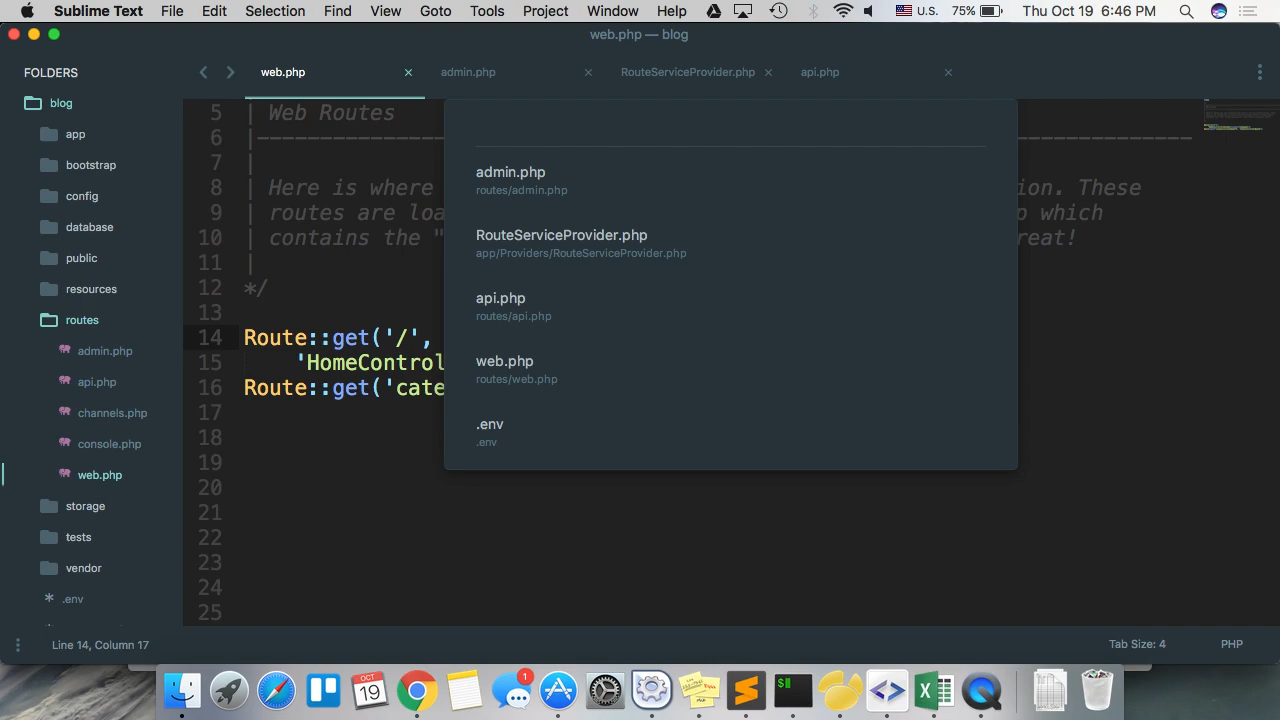 Sublime Text File Edit Selection Find View Goto Tools Project Window Help U.S. 75% Thu Oct 19 6:46 PM
web.php — blog
FOLDERS
web.php
admin.php
RouteServiceProvider.php
api.php
blog
app
bootstrap
config
database
public
resources
routes
admin.php
api.php
channels.php
console.php
web.php
storage
tests
vendor
.env
5 | Web Routes
6 |--------------------------------------------------------------------------
7 |
8 | Here is where
ion. These
9 | routes are loa
p which
10 | contains the "
reat!
11 |
12 */
13
14 Route::get('/',
15 'HomeControl
16 Route::get('cate
17
18
19
20
21
22
23
24
25
admin.php
routes/admin.php
RouteServiceProvider.php
app/Providers/RouteServiceProvider.php
api.php
routes/api.php
web.php
routes/web.php
.env
.env
Line 14, Column 17
Tab Size: 4
PHP
OCT
19
1
$